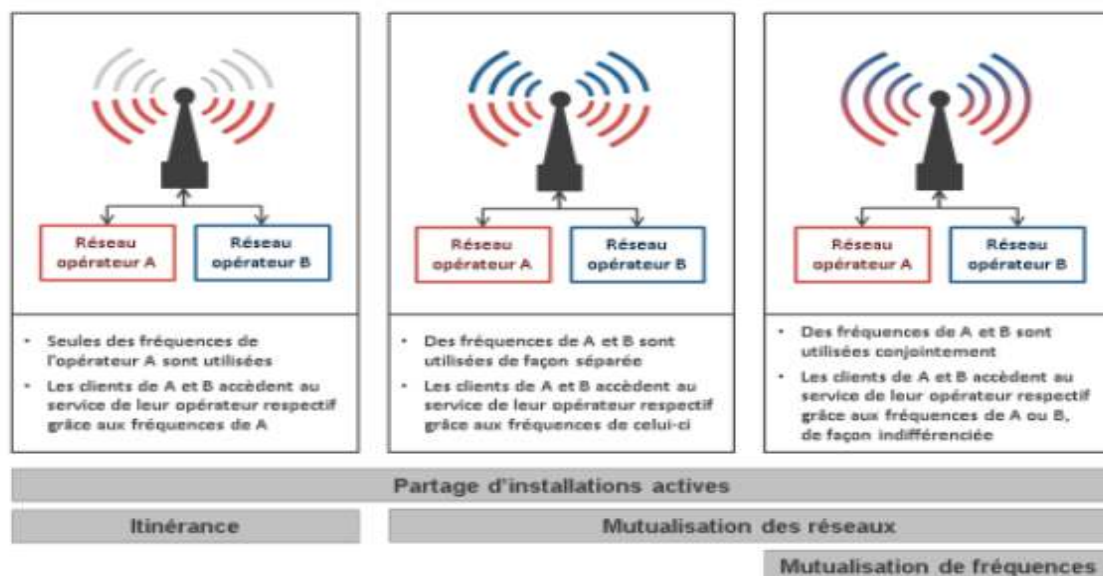 Réseau
opérateur A
Réseau
opérateur B
• Seules des fréquences de
l'opérateur A sont utilisées
• Les clients de A et B accèdent au
service de leur opérateur respectif
grâce aux fréquences de A
Réseau
opérateur A
Réseau
opérateur B
• Des fréquences de A et B sont
utilisées de façon séparée
• Les clients de A et B accèdent au
service de leur opérateur respectif
grâce aux fréquences de celui-ci
Réseau
opérateur A
Réseau
opérateur B
• Des fréquences de A et B sont
utilisées conjointement
• Les clients de A et B accèdent au
service de leur opérateur respectif
grâce aux fréquences de A ou B,
de façon indifférenciée
Partage d'installations actives
Itinérance
Mutualisation des réseaux
Mutualisation de fréquences